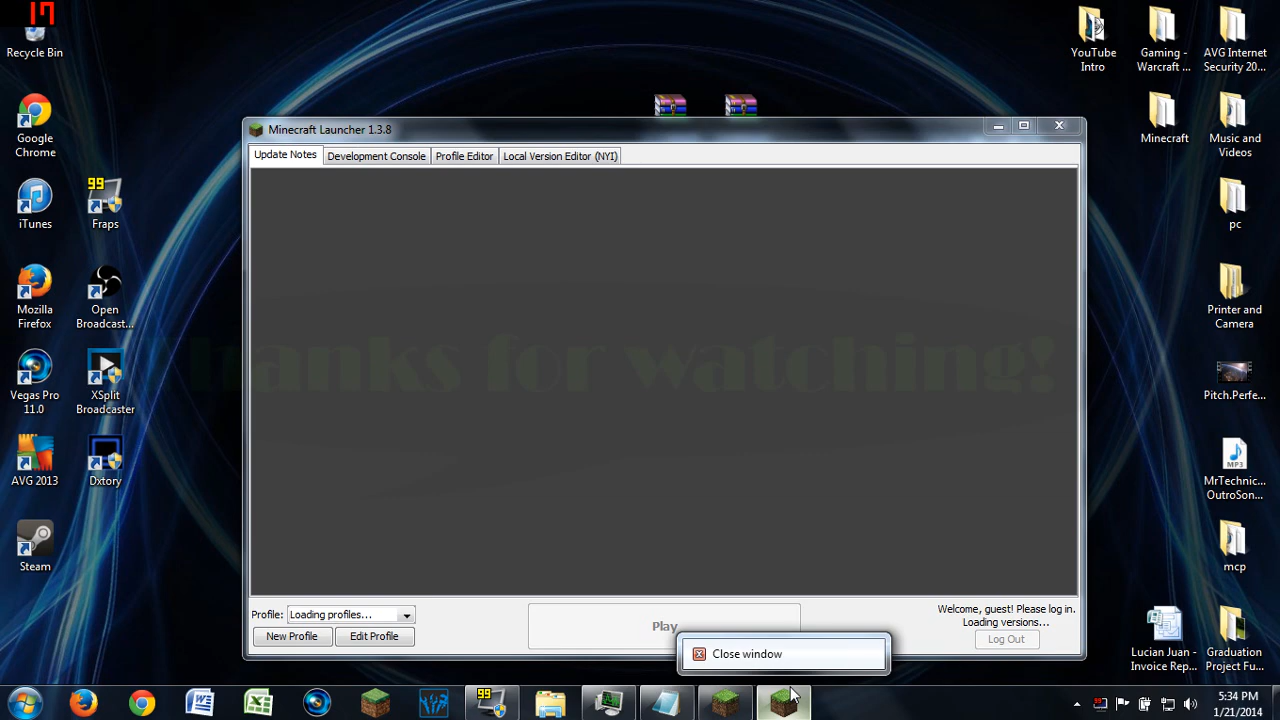 17
Recycle Bin
Google
Chrome
iTunes
99
Fraps
Mozilla
Firefox
Open
Broadcast...
Vegas Pro
11.0
XSplit
Broadcaster
AVG 2013
Dxtory
Steam
YouTube
Intro
Gaming -
Warcraft ...
AVG Internet
Security 20...
Minecraft
Music and
Videos
pc
Printer and
Camera
Pitch.Perfe...
MP3
MrTechnic...
OutroSon...
mcp
Lucian Juan -
Invoice Rep...
Graduation
Project Fu...
Minecraft Launcher 1.3.8
Update Notes
Development Console
Profile Editor
Local Version Editor (NYI)
Thanks for watching!
Profile: Loading profiles...
New Profile
Edit Profile
Play
Welcome, guest! Please log in.
Loading versions...
Log Out
Close window
99
5:34 PM
1/21/2014